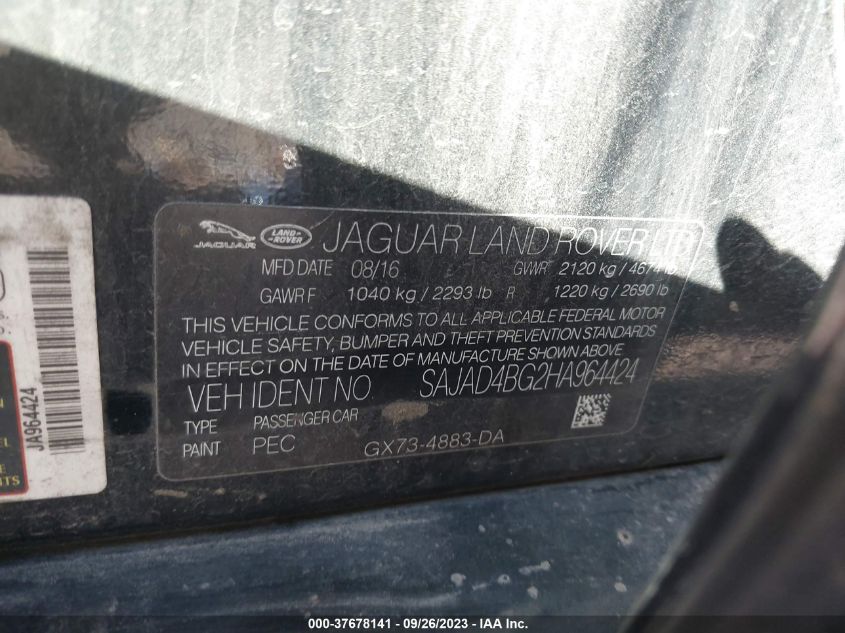 JAGUAR
LAND-
-ROVER
JAGUAR LAND ROVER
MFD DATE 08/16 GVWR 2120 kg / 4674 lb
GAWR F 1040 kg / 2293 lb R 1220 kg / 2690 lb
THIS VEHICLE CONFORMS TO ALL APPLICABLE FEDERAL MOTOR
VEHICLE SAFETY, BUMPER AND THEFT PREVENTION STANDARDS
IN EFFECT ON THE DATE OF MANUFACTURE SHOWN ABOVE
VEH IDENT NO. SAJAD4BG2HA964424
TYPE PASSENGER CAR
PAINT PEC GX73-4883-DA
JA964424
000-37678141 - 09/26/2023 - IAA Inc.